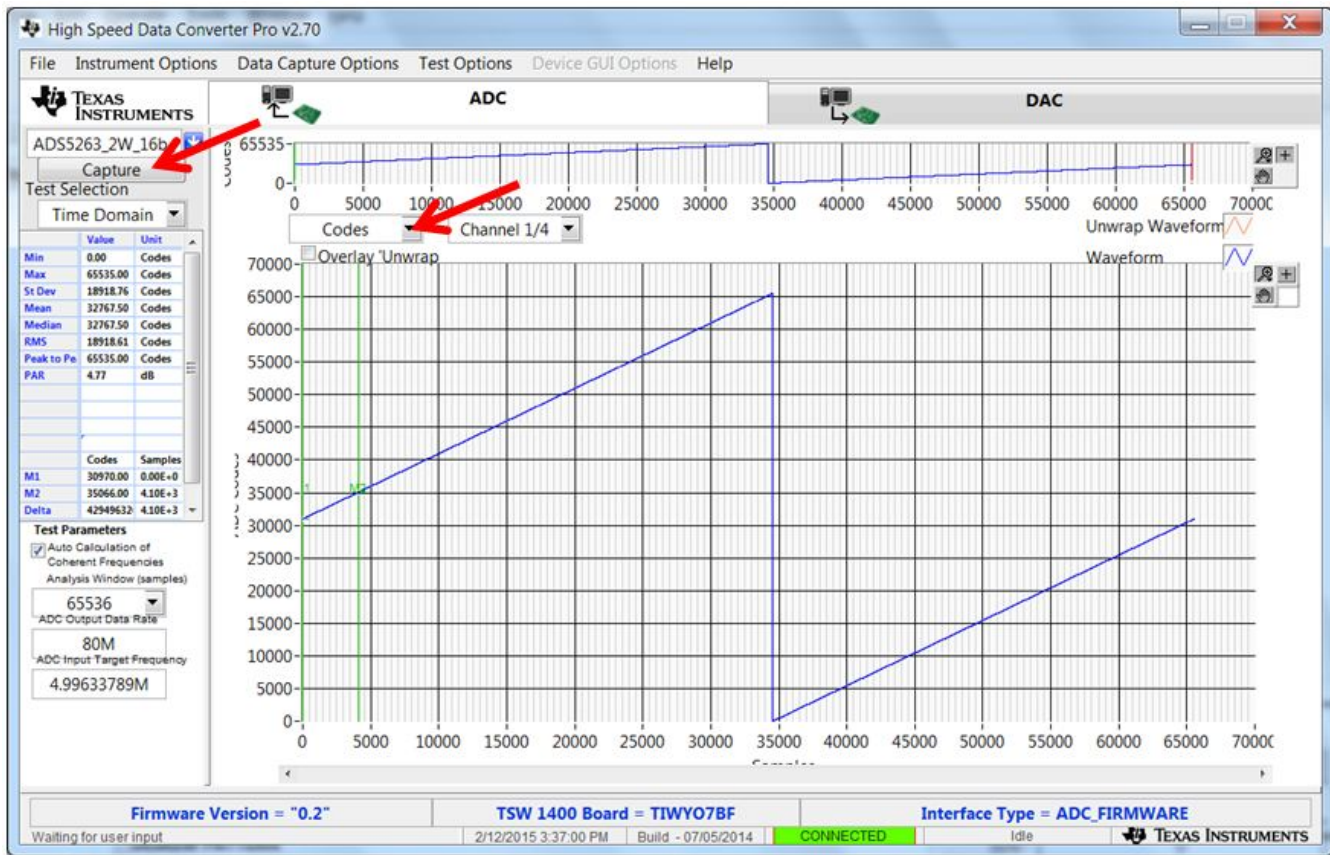 High Speed Data Converter Pro v2.70
File Instrument Options Data Capture Options Test Options Device GUI Options Help
TEXAS INSTRUMENTS
ADC
DAC
ADS5263_2W_16b
Capture
Test Selection
Time Domain
Value Unit
Min 0.00 Codes
Max 65535.00 Codes
St Dev 18918.76 Codes
Mean 32767.50 Codes
Median 32767.50 Codes
RMS 18918.61 Codes
Peak to Pe 65535.00 Codes
PAR 4.77 dB
Codes Samples
M1 30970.00 0.00E+0
M2 35066.00 4.10E+3
Delta 42949632 4.10E+3
Test Parameters
Auto Calculation of
Coherent Frequencies
Analysis Window (samples)
65536
ADC Output Data Rate
80M
ADC Input Target Frequency
4.99633789M
65535
0
0 5000 10000 15000 20000 25000 30000 35000 40000 45000 50000 55000 60000 65000 70000
Codes
Channel 1/4
Unwrap Waveform
Overlay 'Unwrap
Waveform
70000
65000
60000
55000
50000
45000
40000
35000
30000
25000
20000
15000
10000
5000
0
0 5000 10000 15000 20000 25000 30000 35000 40000 45000 50000 55000 60000 65000 70000
Firmware Version = "0.2"
TSW 1400 Board = TIWYO7BF
Interface Type = ADC_FIRMWARE
Waiting for user input
2/12/2015 3:37:00 PM
Build - 07/05/2014
CONNECTED
Idle
TEXAS INSTRUMENTS